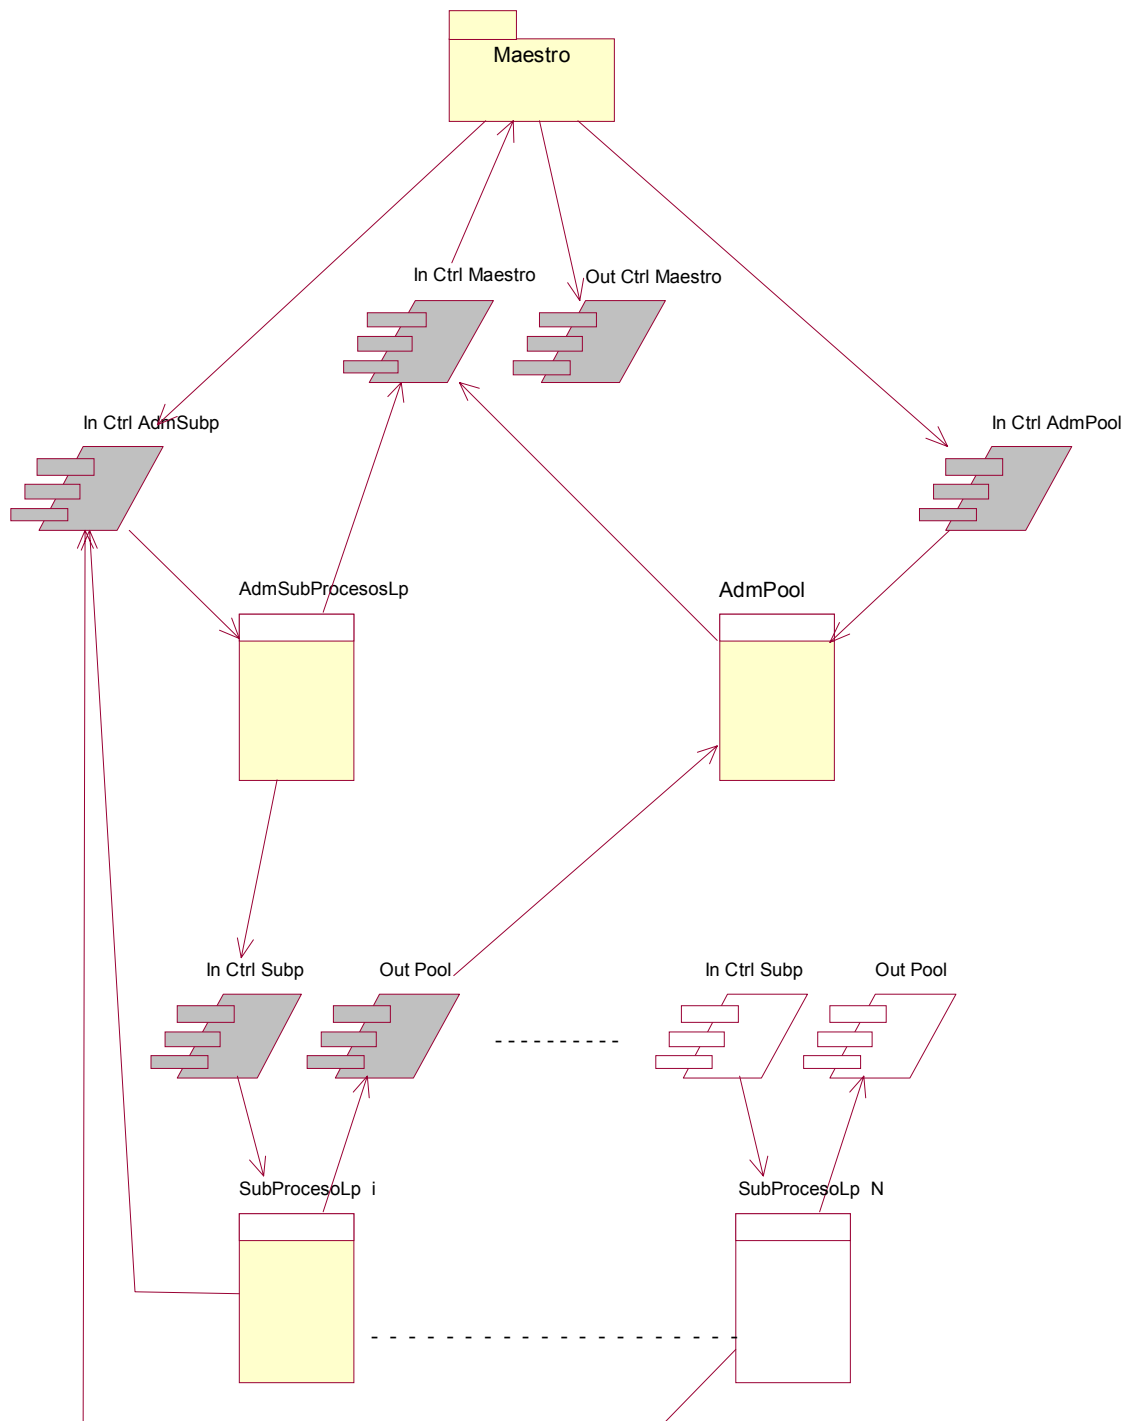 Maestro
In Ctrl Maestro
Out Ctrl Maestro
In Ctrl AdmSubp
In Ctrl AdmPool
AdmSubProcesosLp
AdmPool
In Ctrl Subp
Out Pool
In Ctrl Subp
Out Pool
SubProcesoLp i
SubProcesoLp N